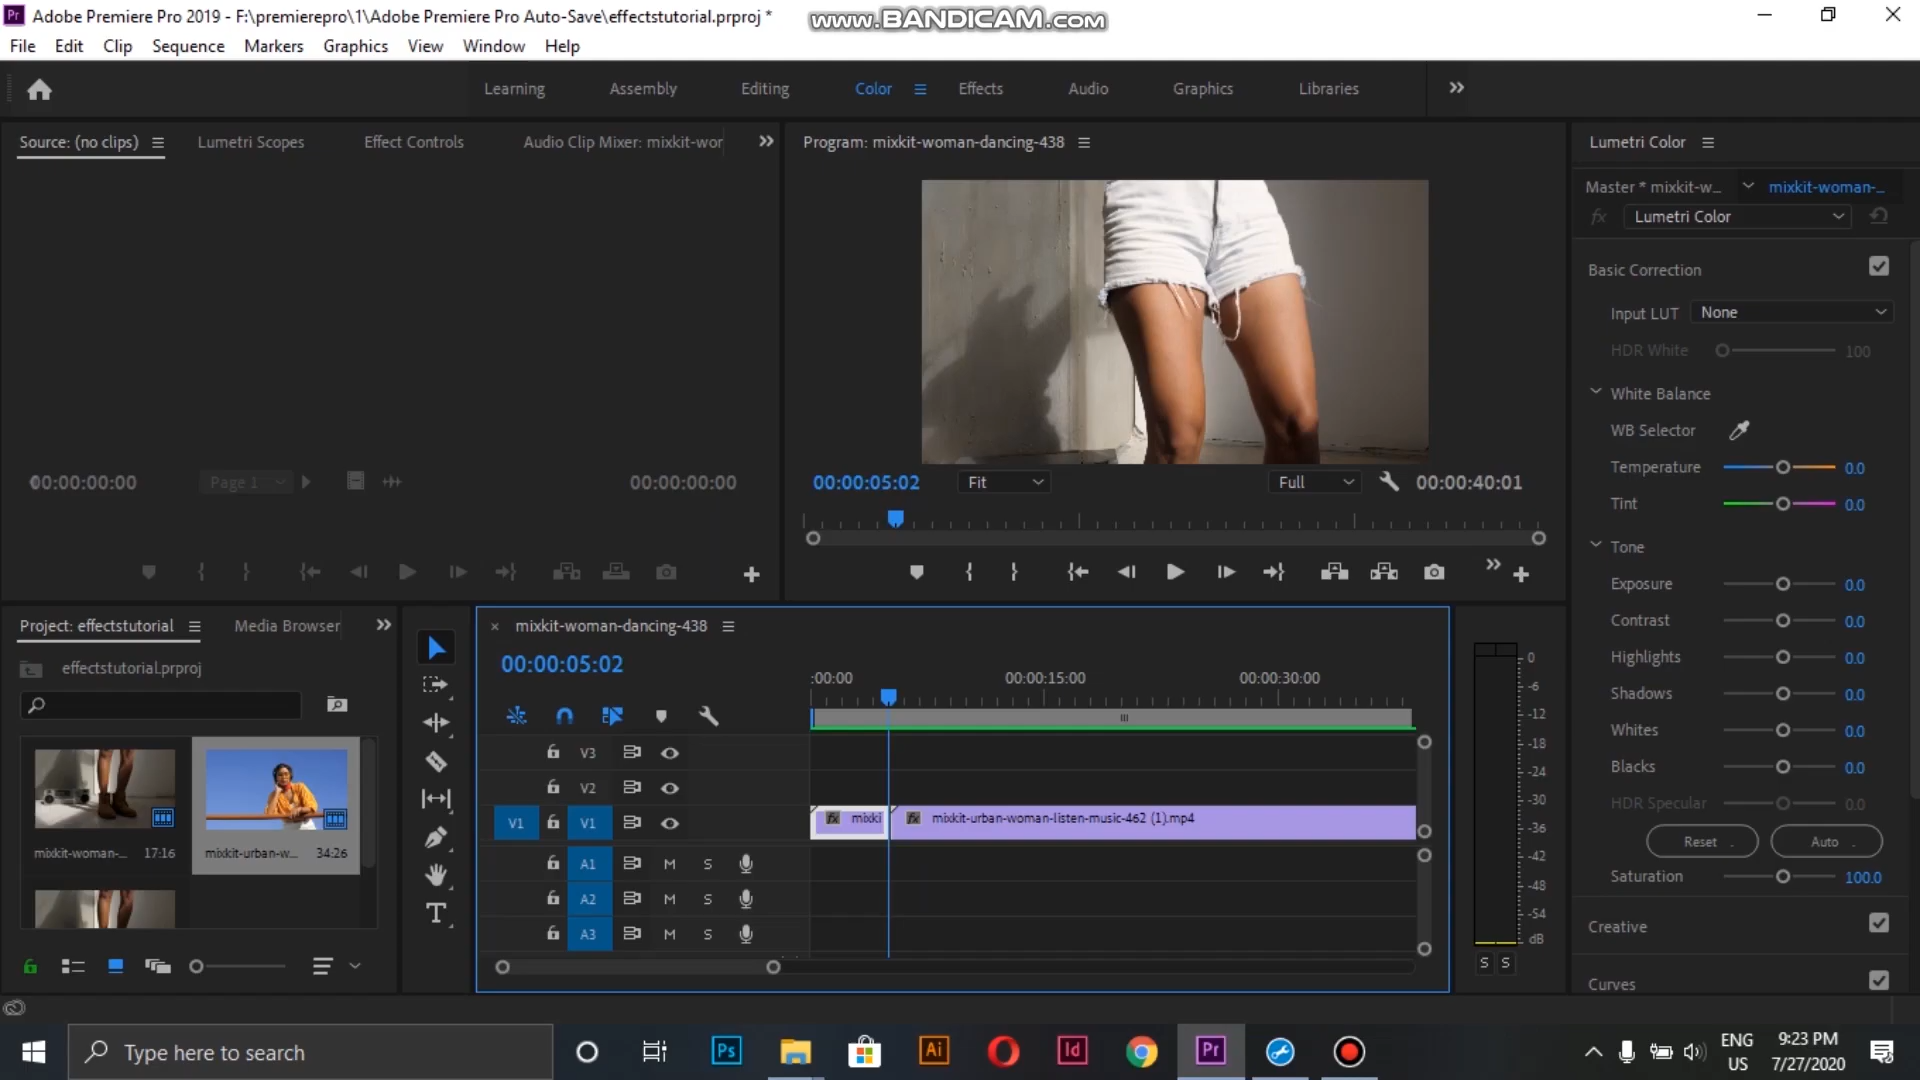 Adobe Premiere Pro 2019 - F:\premierepro\1\Adobe Premiere Pro Auto-Save\effectstutorial.prproj *
www.BANDICAM.com
File Edit Clip Sequence Markers Graphics View Window Help
Learning Assembly Editing Color Effects Audio Graphics Libraries
Source: (no clips) Lumetri Scopes Effect Controls Audio Clip Mixer: mixkit-wor
Program: mixkit-woman-dancing-438
Lumetri Color
Master * mixkit-w... mixkit-woman-...
fx Lumetri Color
Basic Correction
Input LUT None
HDR White 100
White Balance
WB Selector
Temperature 0.0
Tint 0.0
Tone
Exposure 0.0
Contrast 0.0
Highlights 0.0
Shadows 0.0
Whites 0.0
Blacks 0.0
HDR Specular 0.0
Reset Auto
Saturation 100.0
Creative
Curves
00:00:00:00 Page 1 00:00:00:00
00:00:05:02 Fit Full 00:00:40:01
Project: effectstutorial Media Browser
effectstutorial.prproj
mixkit-woman-... 17:16 mixkit-urban-w... 34:26
mixkit-woman-dancing-438
00:00:05:02
:00:00 00:00:15:00 00:00:30:00
V3
V2
V1 V1 fx mixki fx mixkit-urban-woman-listen-music-462 (1).mp4
A1 M S
A2 M S
A3 M S
0
-6
-12
-18
-24
-30
-36
-42
-48
-54
dB
S S
Type here to search
Ps Ai Id Pr
ENG
US
9:23 PM
7/27/2020